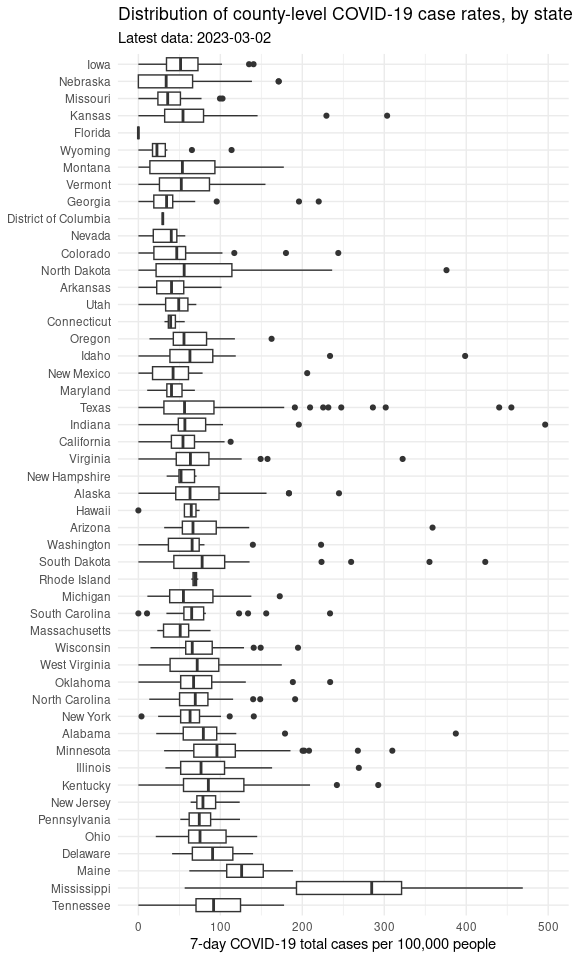 Distribution of county-level COVID-19 case rates, by state
Latest data: 2023-03-02
Iowa
Nebraska
Missouri
Kansas
Florida
Wyoming
Montana
Vermont
Georgia
District of Columbia
Nevada
Colorado
North Dakota
Arkansas
Utah
Connecticut
Oregon
Idaho
New Mexico
Maryland
Texas
Indiana
California
Virginia
New Hampshire
Alaska
Hawaii
Arizona
Washington
South Dakota
Rhode Island
Michigan
South Carolina
Massachusetts
Wisconsin
West Virginia
Oklahoma
North Carolina
New York
Alabama
Minnesota
Illinois
Kentucky
New Jersey
Pennsylvania
Ohio
Delaware
Maine
Mississippi
Tennessee
0 100 200 300 400 500
7-day COVID-19 total cases per 100,000 people